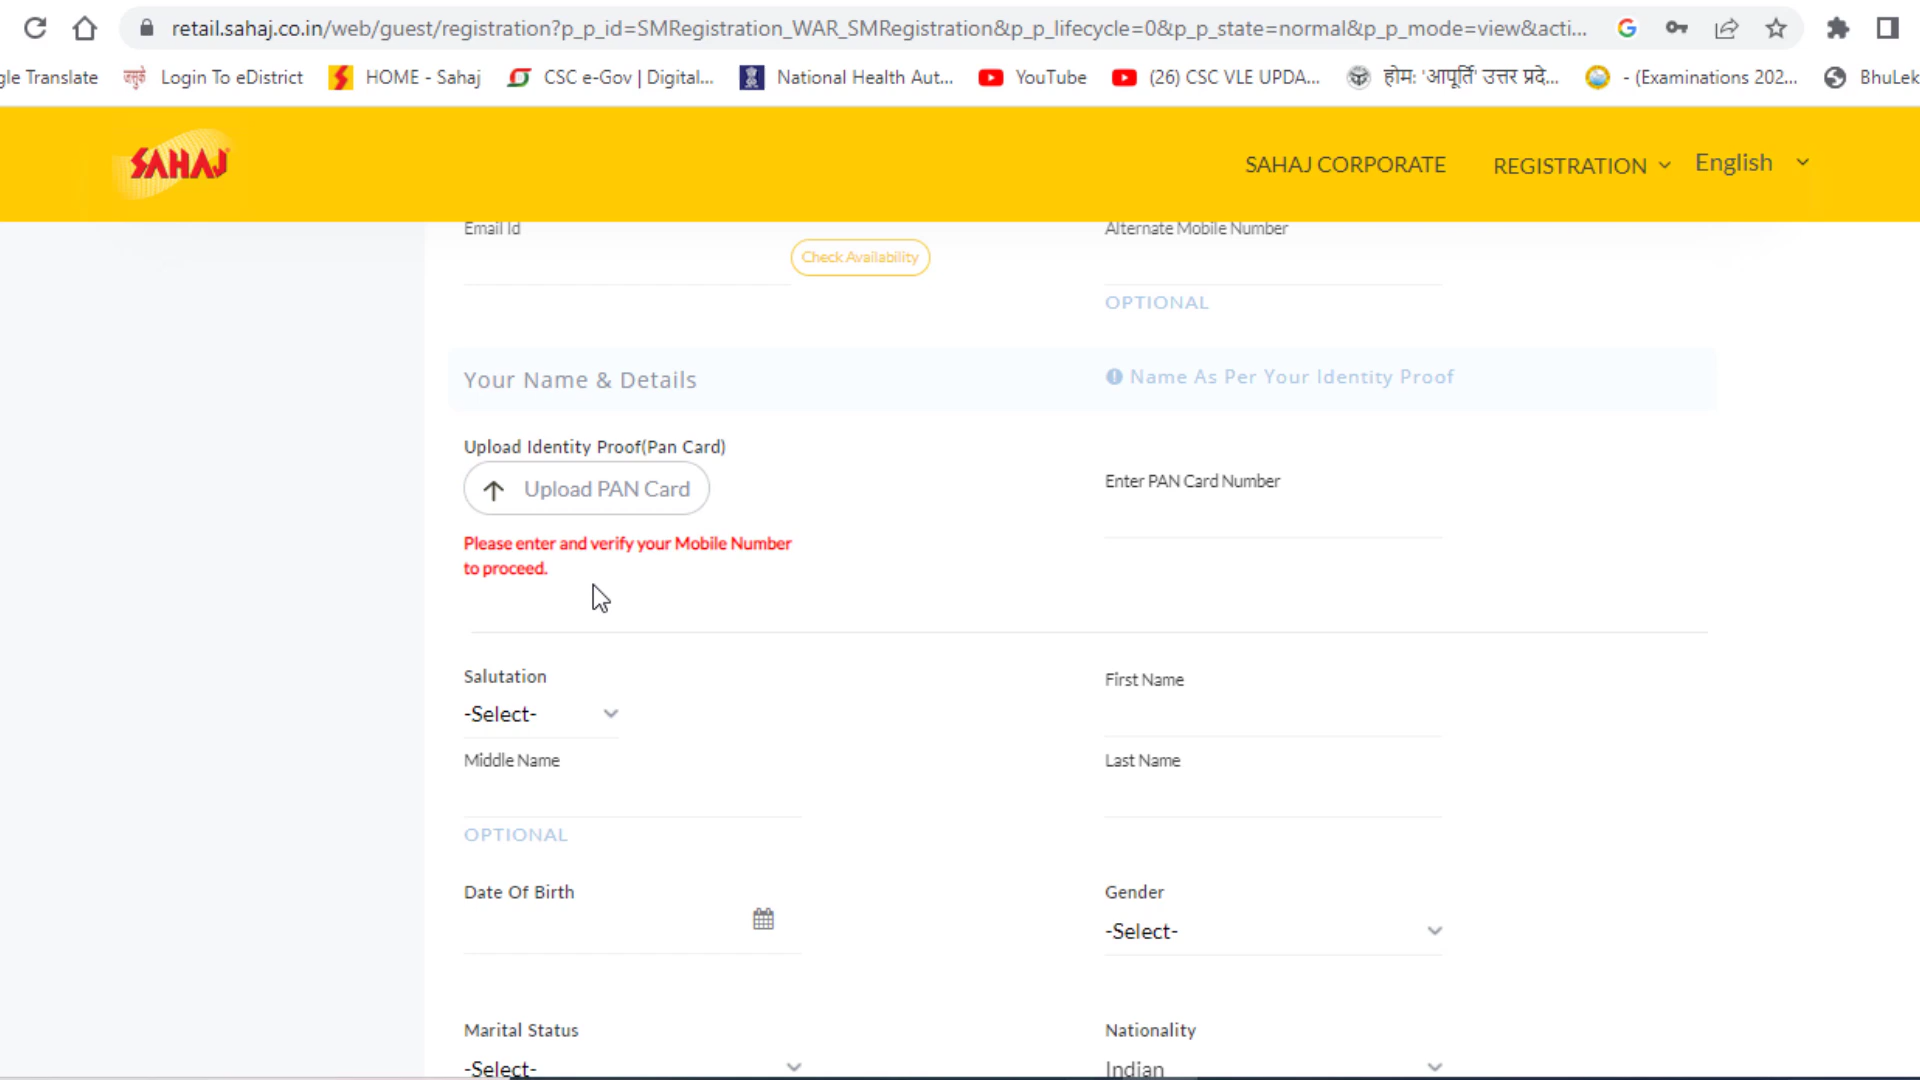 retail.sahaj.co.in/web/guest/registration?p_p_id=SMRegistration_WAR_SMRegistration&p_p_lifecycle=0&p_p_state=normal&p_p_mode=view&acti...
gle Translate Login To eDistrict HOME - Sahaj CSC e-Gov | Digital... National Health Aut... YouTube (26) CSC VLE UPDA... होम: 'आपूर्ति' उत्तर प्रदे... - (Examinations 202... BhuLek
SAHAJ
SAHAJ CORPORATE REGISTRATION English
Email Id Alternate Mobile Number
Check Availability
OPTIONAL
Your Name & Details Name As Per Your Identity Proof
Upload Identity Proof(Pan Card)
Upload PAN Card Enter PAN Card Number
Please enter and verify your Mobile Number
to proceed.
Salutation First Name
-Select-
Middle Name Last Name
OPTIONAL
Date Of Birth Gender
-Select-
Marital Status Nationality
-Select- Indian